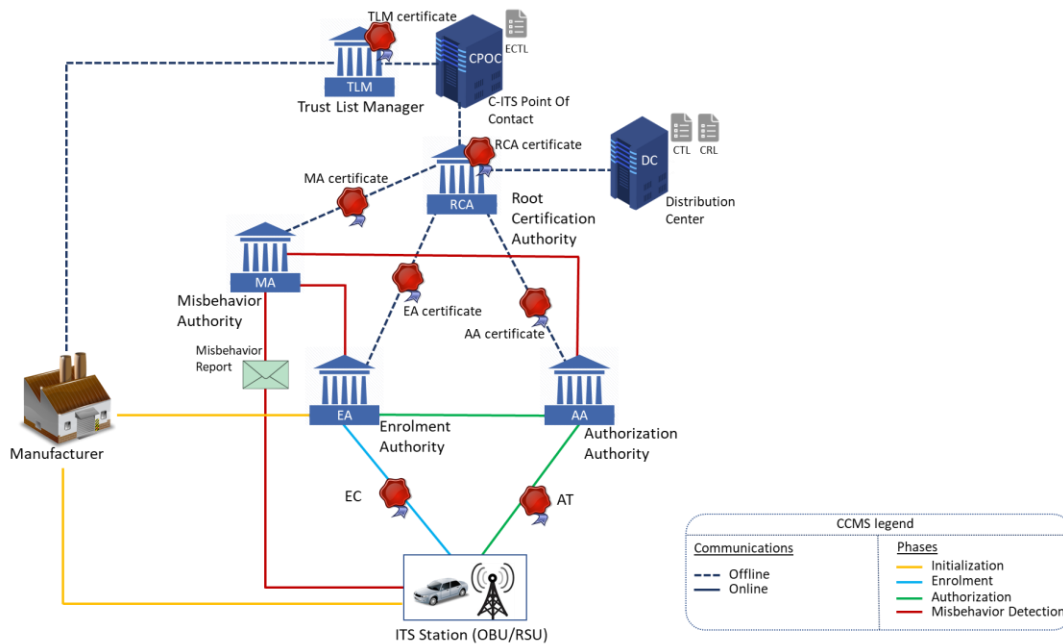 TLM certificate
TLM
Trust List Manager
CPOC
ECTL
C-ITS Point Of
Contact
RCA certificate
RCA
Root
Certification
Authority
DC
CTL CRL
Distribution
Center
MA certificate
MA
Misbehavior
Authority
EA certificate
AA certificate
Misbehavior
Report
EA
Enrolment
Authority
AA
Authorization
Authority
Manufacturer
EC
AT
ITS Station (OBU/RSU)
CCMS legend
Communications
Offline
Online
Phases
Initialization
Enrolment
Authorization
Misbehavior Detection